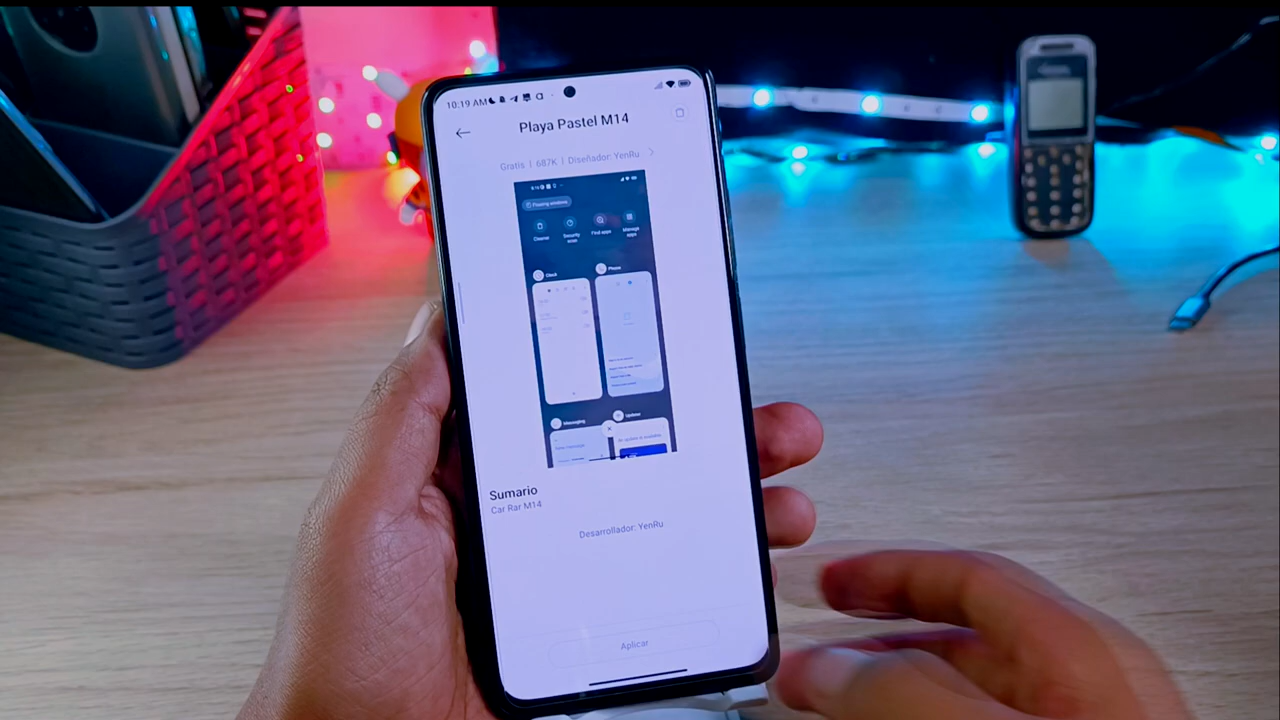 10:19 AM
Playa Pastel M14
Gratis | 687K | Diseñador: YenRu
Floating windows
Cleaner
Security scan
Find apps
Manage apps
Clock
Phone
Messaging
Updater
Sumario
Car Rar M14
Desarrollador: YenRu
Aplicar